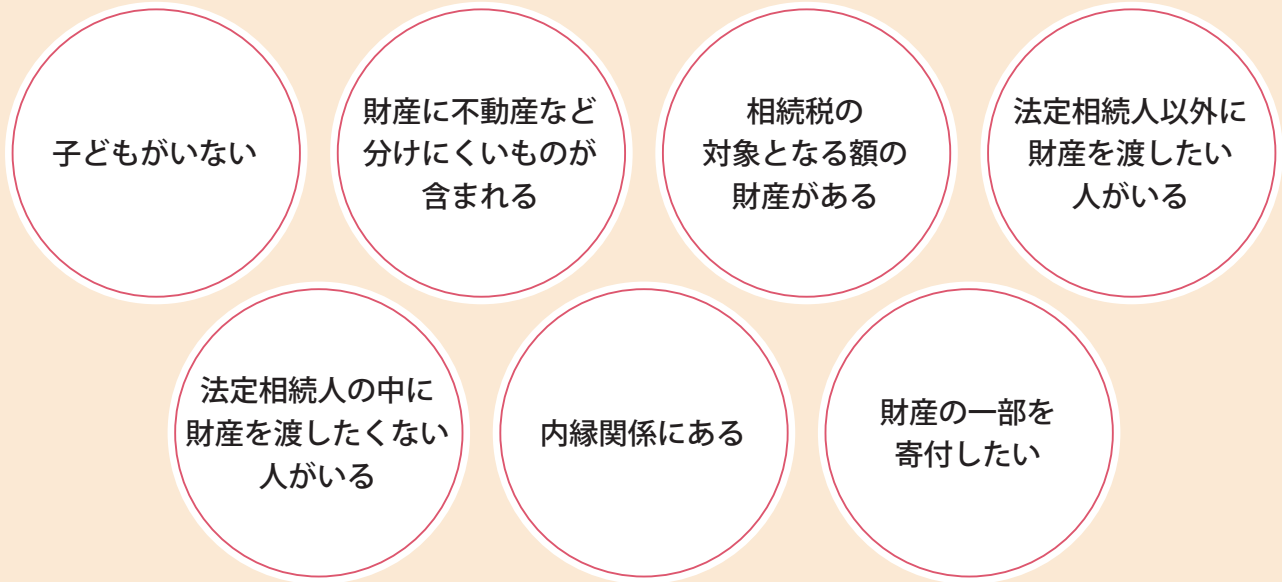 子どもがいない
財産に不動産など
分けにくいものが
含まれる
相続税の
対象となる額の
財産がある
法定相続人以外に
財産を渡したい
人がいる
法定相続人の中に
財産を渡したくない
人がいる
内縁関係にある
財産の一部を
寄付したい